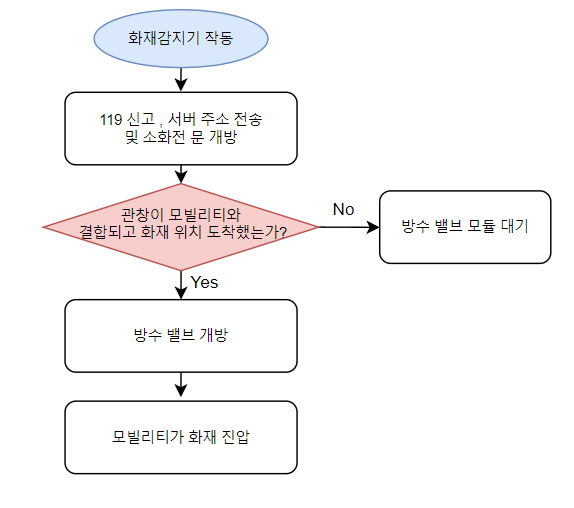 화재감지기 작동
119 신고 , 서버 주소 전송
및 소화전 문 개방
관창이 모빌리티와
결합되고 화재 위치 도착했는가?
No
방수 밸브 모듈 대기
Yes
방수 밸브 개방
모빌리티가 화재 진압